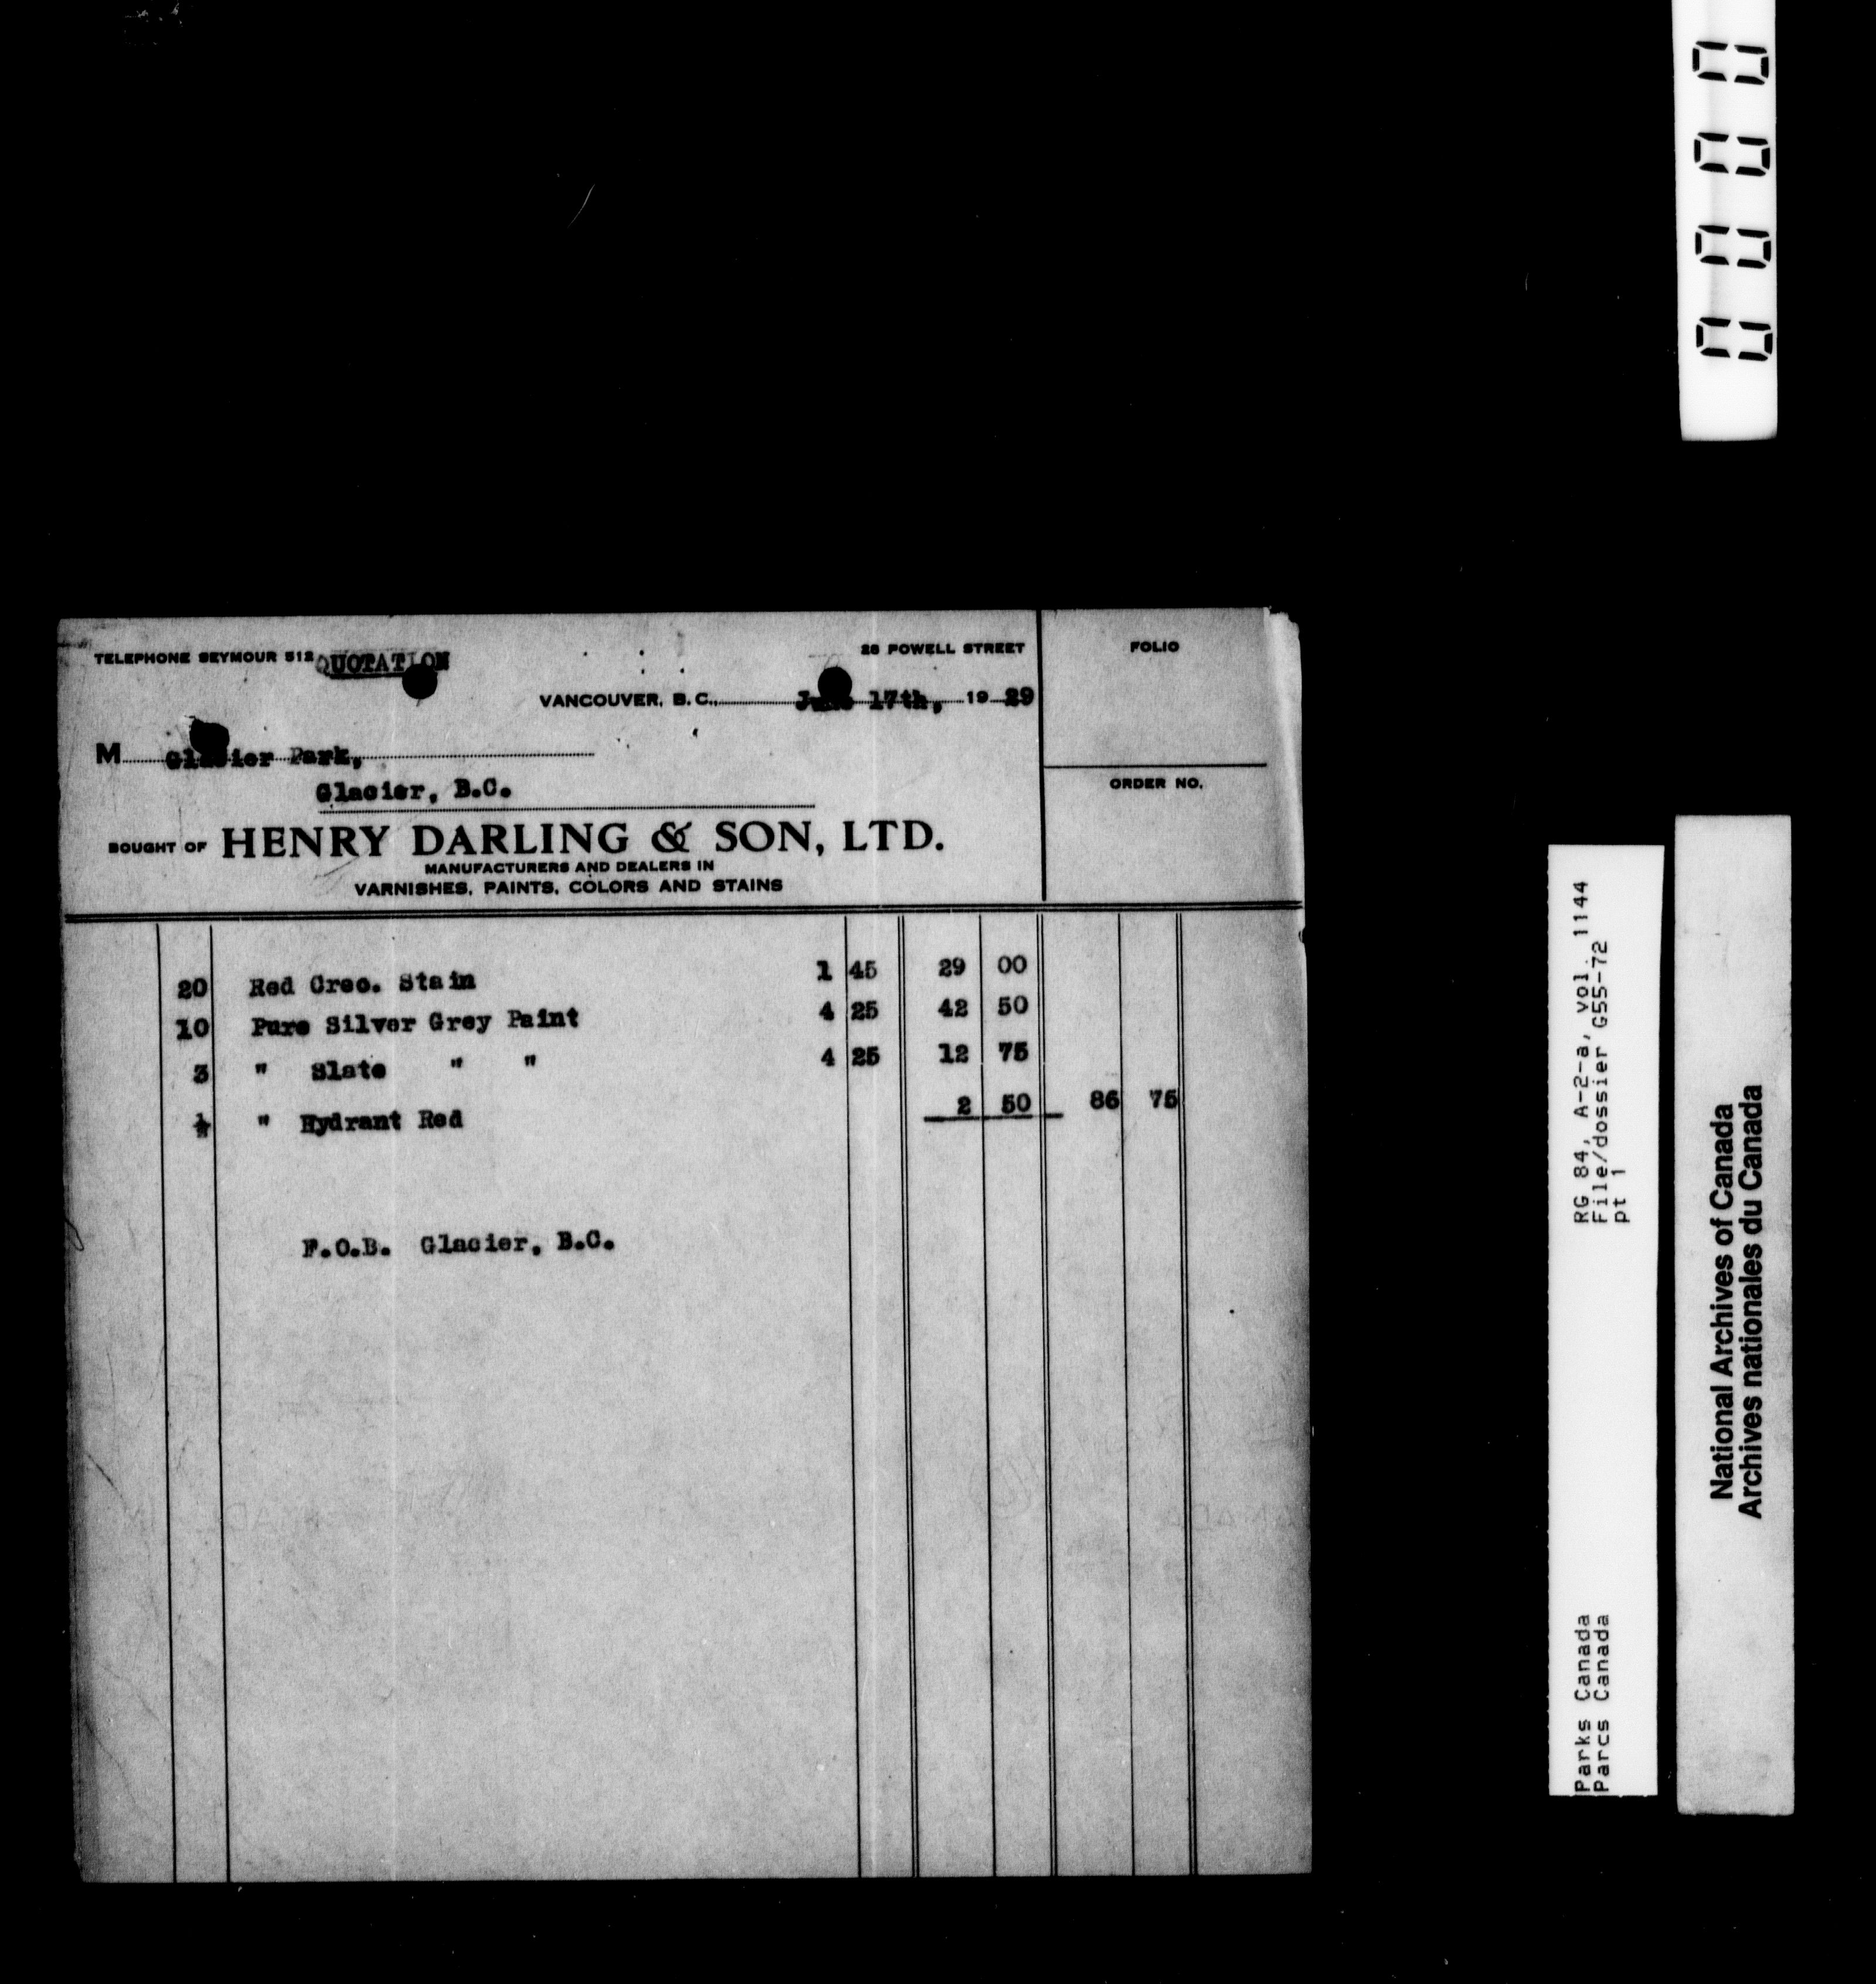 TELEPHONE SEYMOUR 512 QUOTATION
28 POWELL STREET
FOLIO
VANCOUVER, B.C., June 17th, 1929
M Glacier Park,
Glacier, B.C.
ORDER NO.
BOUGHT OF HENRY DARLING & SON, LTD.
MANUFACTURERS AND DEALERS IN
VARNISHES, PAINTS, COLORS AND STAINS
20 Red Creo. Stain 1 45 29 00
10 Pure Silver Grey Paint 4 25 42 50
3 " Slate " " 4 25 12 75
½ " Hydrant Red 2 50 86 75
F.O.B. Glacier, B.C.
0000
RG 84, A-2-a, vol. 1144
File/dossier G55-72
pt 1
Parks Canada
Parcs Canada
National Archives of Canada
Archives nationales du Canada